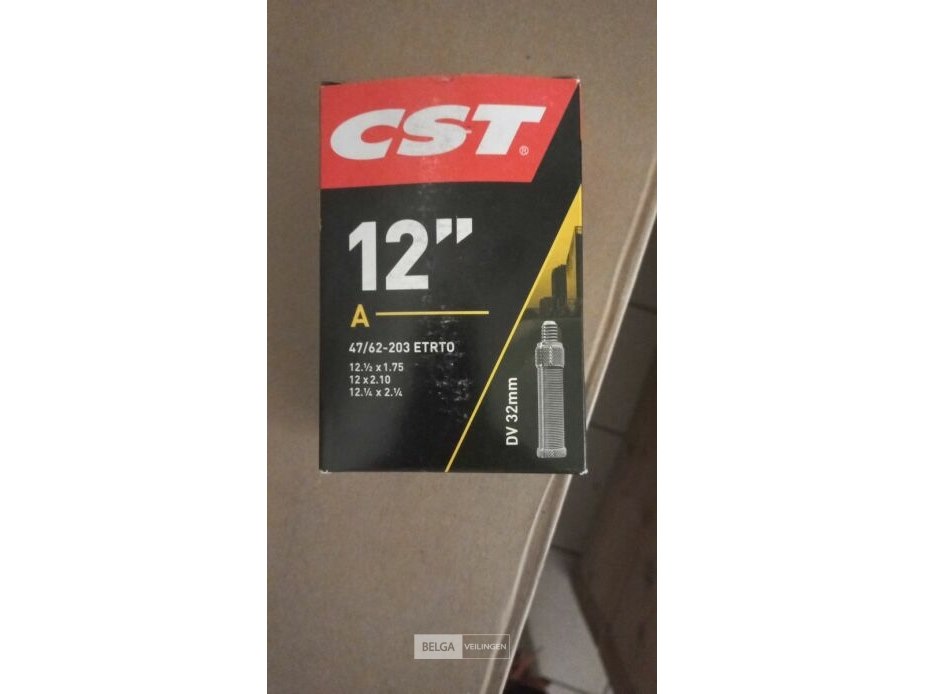 CST®
12”
A
47/62-203 ETRTO
12.½ x 1.75
12 x 2.10
12.¼ x 2.¼
DV 32mm
BELGA VEILINGEN